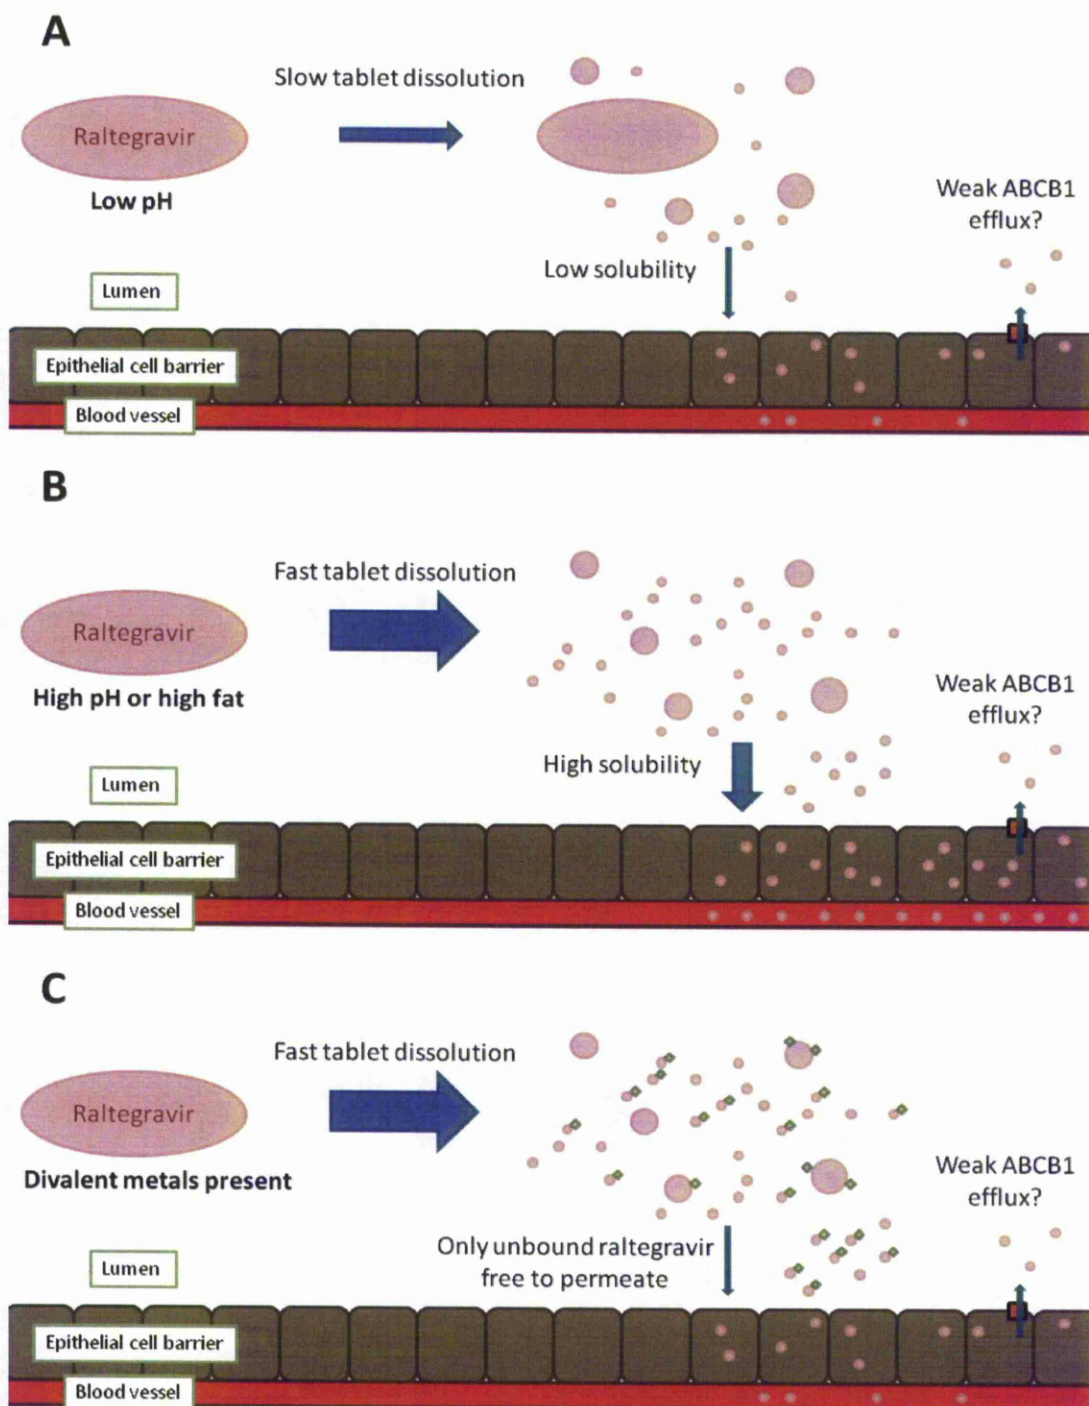 A
Slow tablet dissolution
Raltegravir
Low pH
Weak ABCB1
efflux?
Low solubility
Lumen
Epithelial cell barrier
Blood vessel
B
Fast tablet dissolution
Raltegravir
High pH or high fat
Weak ABCB1
efflux?
High solubility
Lumen
Epithelial cell barrier
Blood vessel
C
Fast tablet dissolution
Raltegravir
Divalent metals present
Weak ABCB1
efflux?
Only unbound raltegravir
free to permeate
Lumen
Epithelial cell barrier
Blood vessel